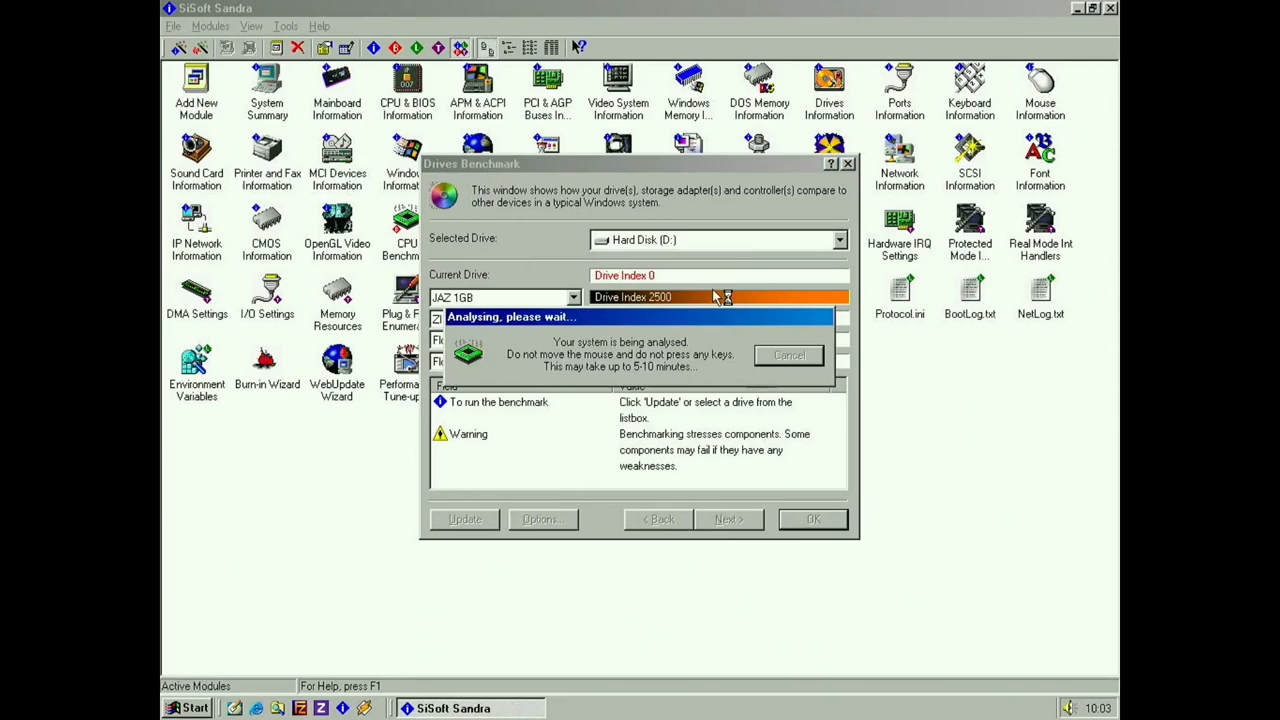 SiSoft Sandra
File Modules View Tools Help
Add New Module
System Summary
Mainboard Information
CPU & BIOS Information
APM & ACPI Information
PCI & AGP Buses In...
Video System Information
Windows Memory I...
DOS Memory Information
Drives Information
Ports Information
Keyboard Information
Mouse Information
Sound Card Information
Printer and Fax Information
MCI Devices Information
Network Information
SCSI Information
Font Information
IP Network Information
CMOS Information
OpenGL Video Information
CPU
Hardware IRQ Settings
Protected Mode I...
Real Mode Int Handlers
DMA Settings
I/O Settings
Memory Resources
Protocol.ini
BootLog.txt
NetLog.txt
Environment Variables
Burn-in Wizard
WebUpdate Wizard
Drives Benchmark
This window shows how your drive(s), storage adapter(s) and controller(s) compare to
other devices in a typical Windows system.
Selected Drive: Hard Disk (D:)
Current Drive: Drive Index 0
JAZ 1GB Drive Index 2500
Analysing, please wait...
Your system is being analysed.
Do not move the mouse and do not press any keys.
This may take up to 5-10 minutes...
Cancel
To run the benchmark Click 'Update' or select a drive from the
listbox.
Warning Benchmarking stresses components. Some
components may fail if they have any
weaknesses.
Update Options... < Back Next > OK
Active Modules For Help, press F1
Start SiSoft Sandra 10:03